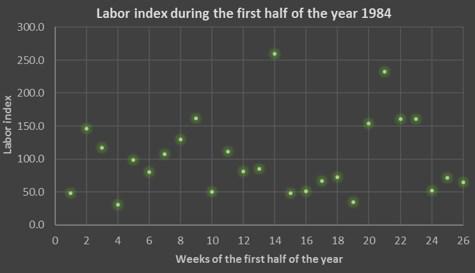 Labor index during the first half of the year 1984
300.0
250.0
200.0
150.0
100.0
50.0
0.0
Labor index
0 2 4 6 8 10 12 14 16 18 20 22 24 26
Weeks of the first half of the year